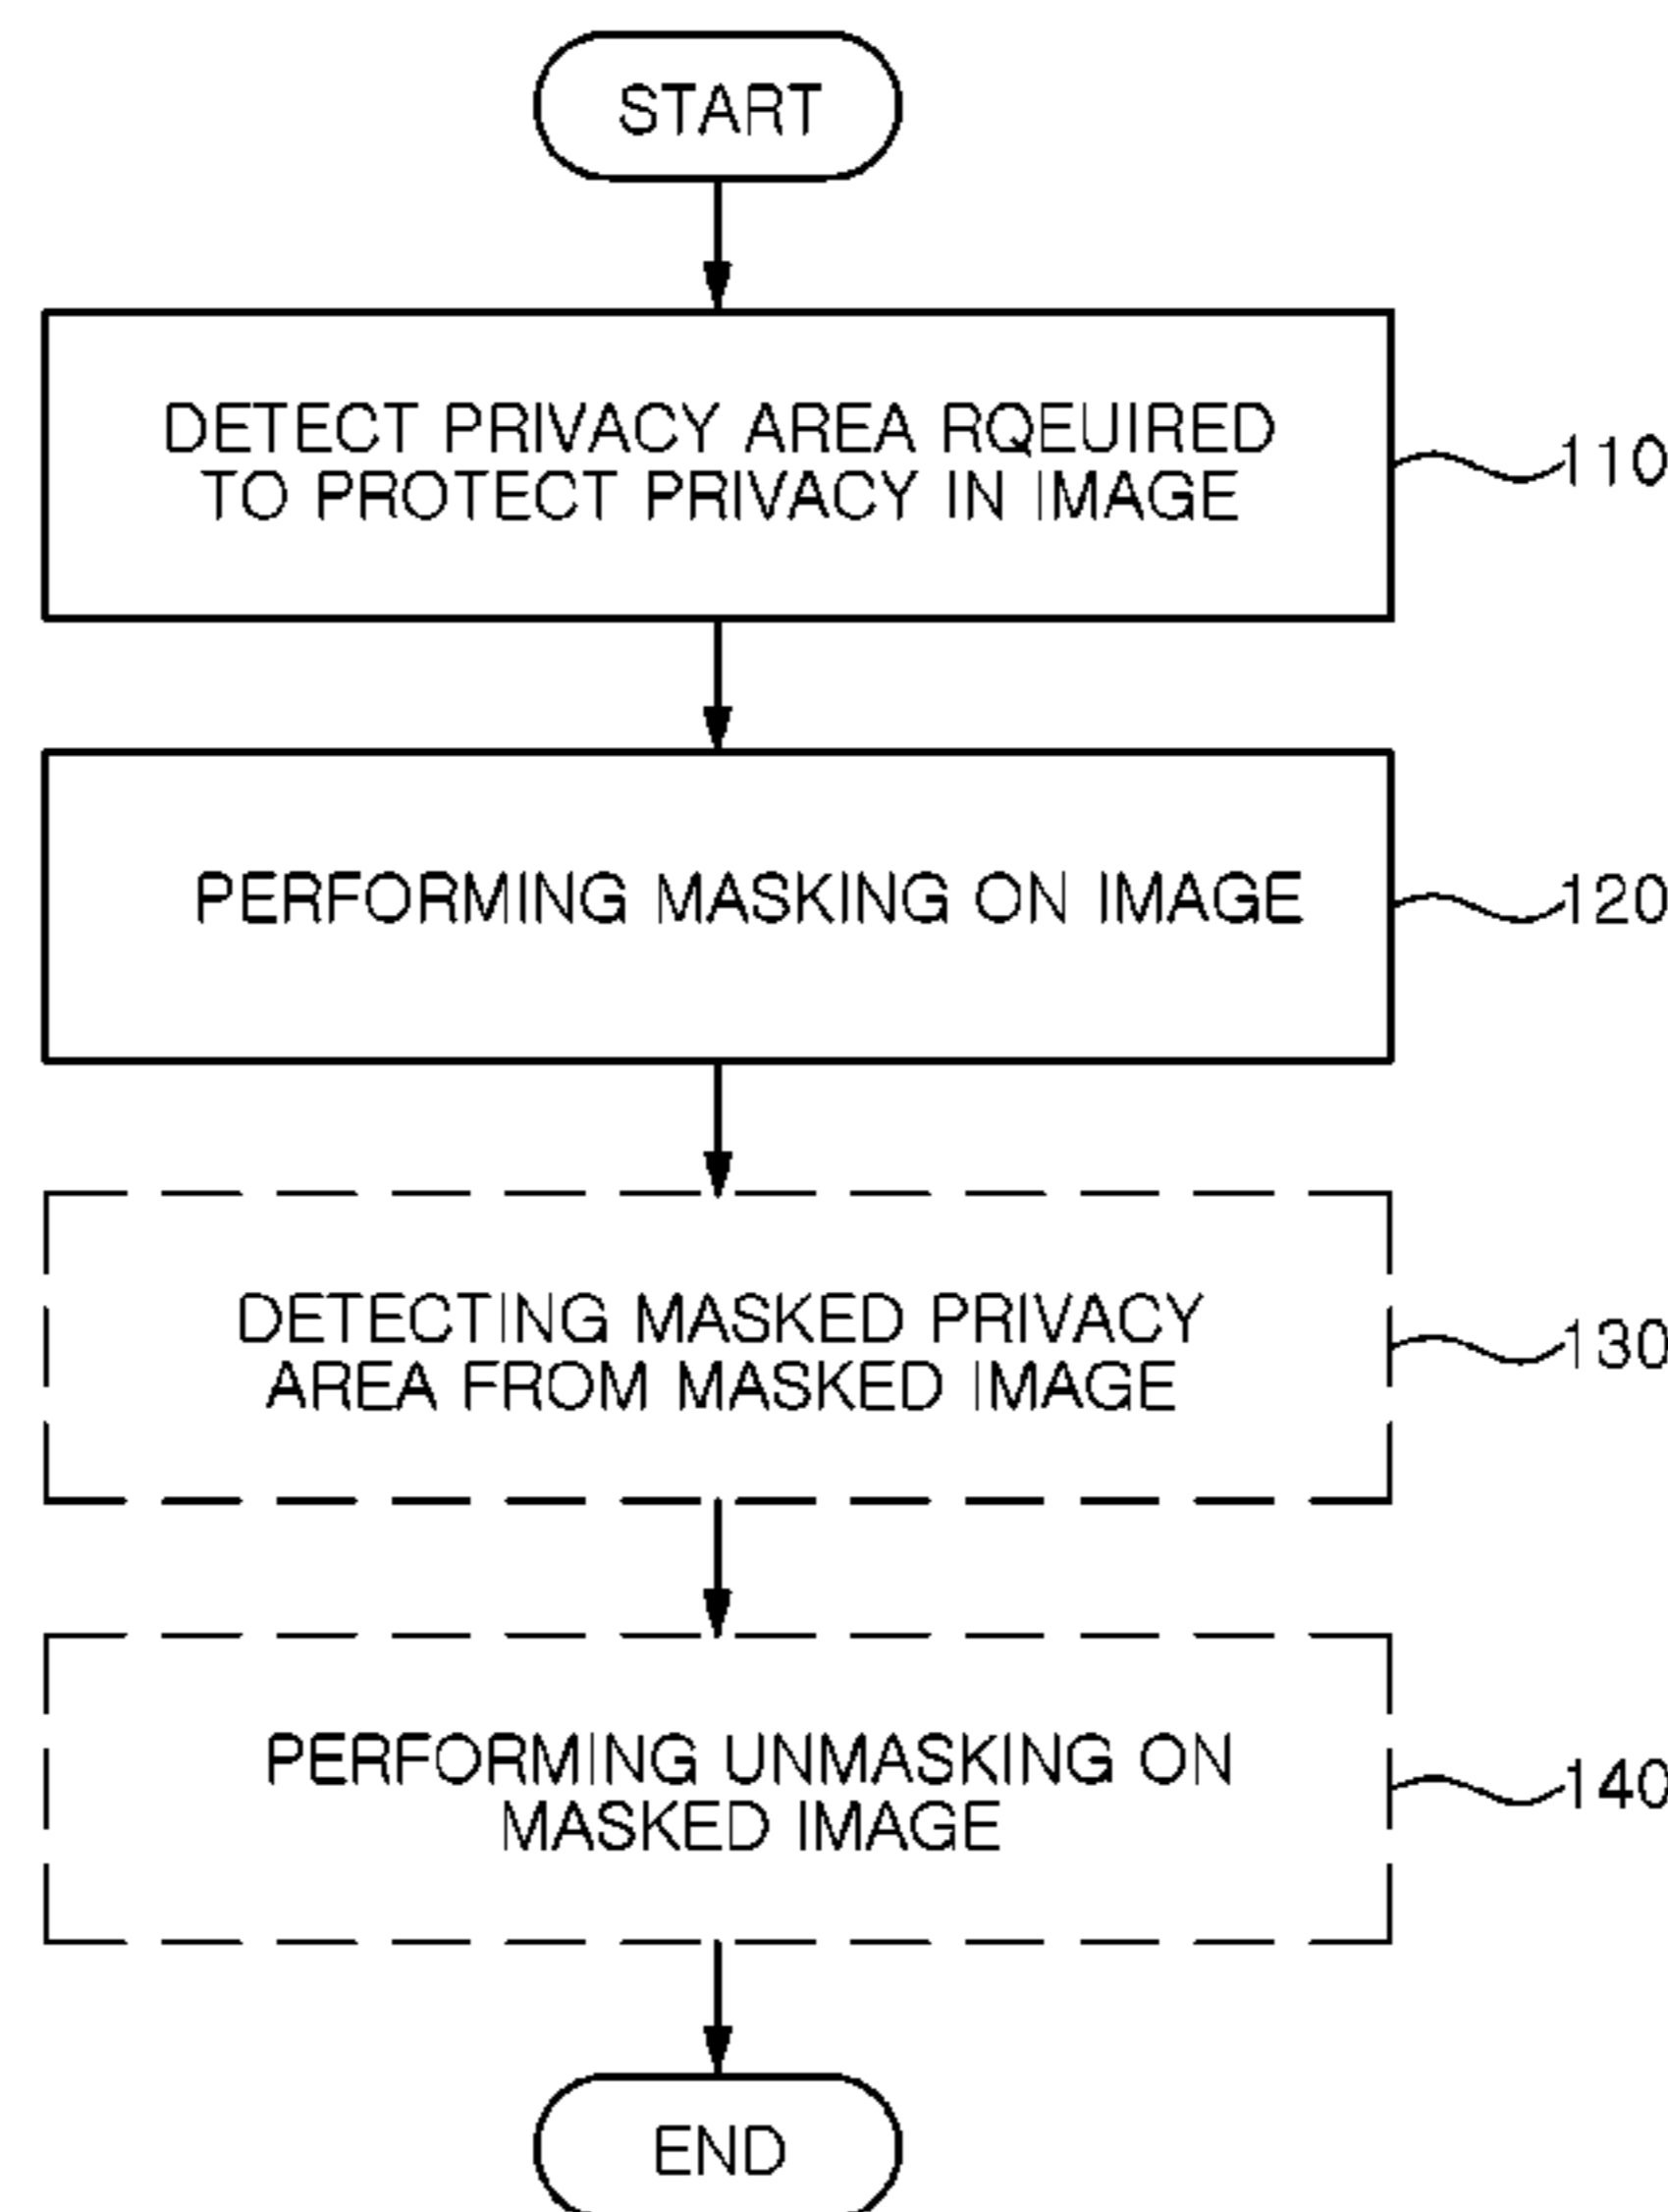 START
DETECT PRIVACY AREA RQEUIRED
TO PROTECT PRIVACY IN IMAGE
110
PERFORMING MASKING ON IMAGE
120
DETECTING MASKED PRIVACY
AREA FROM MASKED IMAGE
130
PERFORMING UNMASKING ON
MASKED IMAGE
140
END